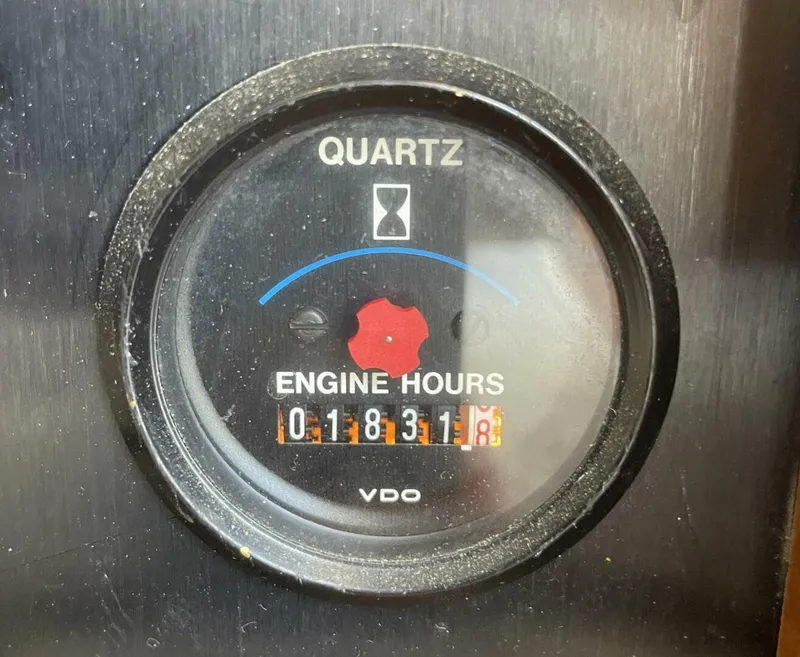 QUARTZ
ENGINE HOURS
018318
VDO